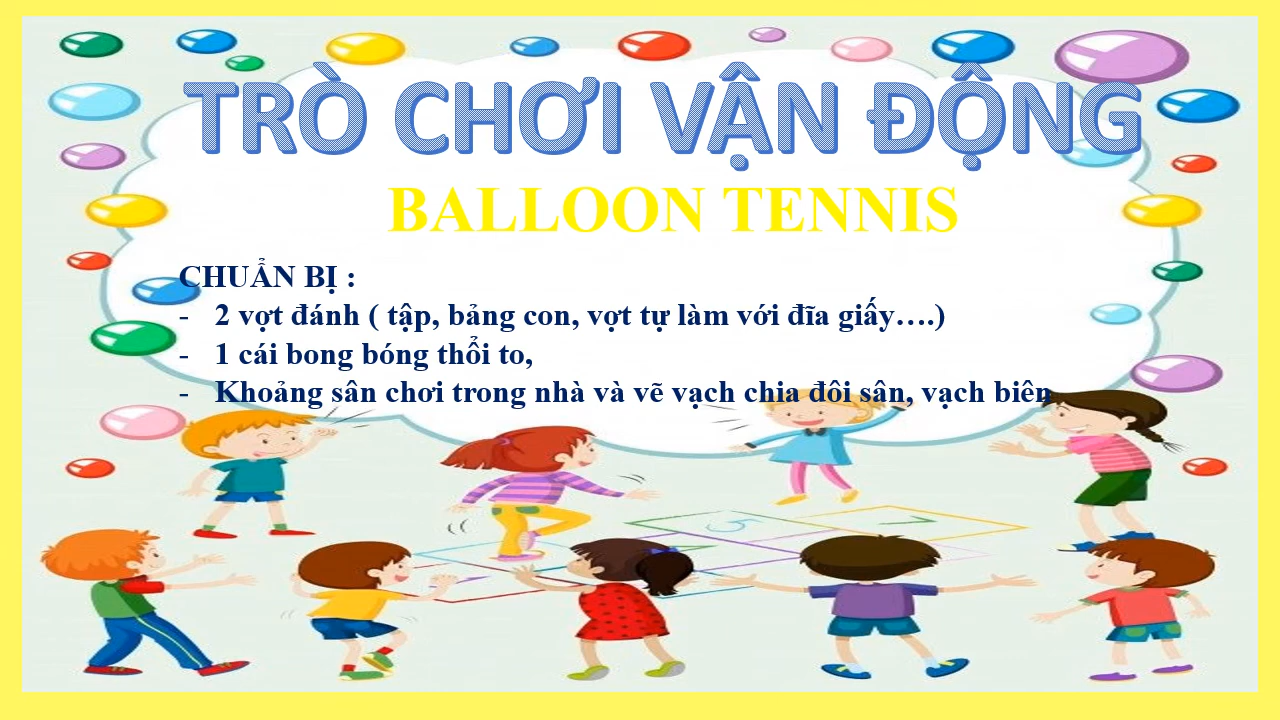 TRÒ CHƠI VẬN ĐỘNG
BALLOON TENNIS
CHUẨN BỊ :
- 2 vợt đánh ( tập, bảng con, vợt tự làm với đĩa giấy….)
- 1 cái bong bóng thổi to,
- Khoảng sân chơi trong nhà và vẽ vạch chia đôi sân, vạch biên
5
7